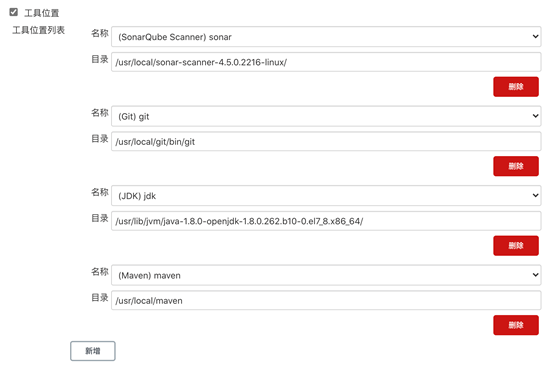 工具位置
工具位置列表
名称
(SonarQube Scanner) sonar
目录
/usr/local/sonar-scanner-4.5.0.2216-linux/
删除
名称
(Git) git
目录
/usr/local/git/bin/git
删除
名称
(JDK) jdk
目录
/usr/lib/jvm/java-1.8.0-openjdk-1.8.0.262.b10-0.el7_8.x86_64/
删除
名称
(Maven) maven
目录
/usr/local/maven
删除
新增